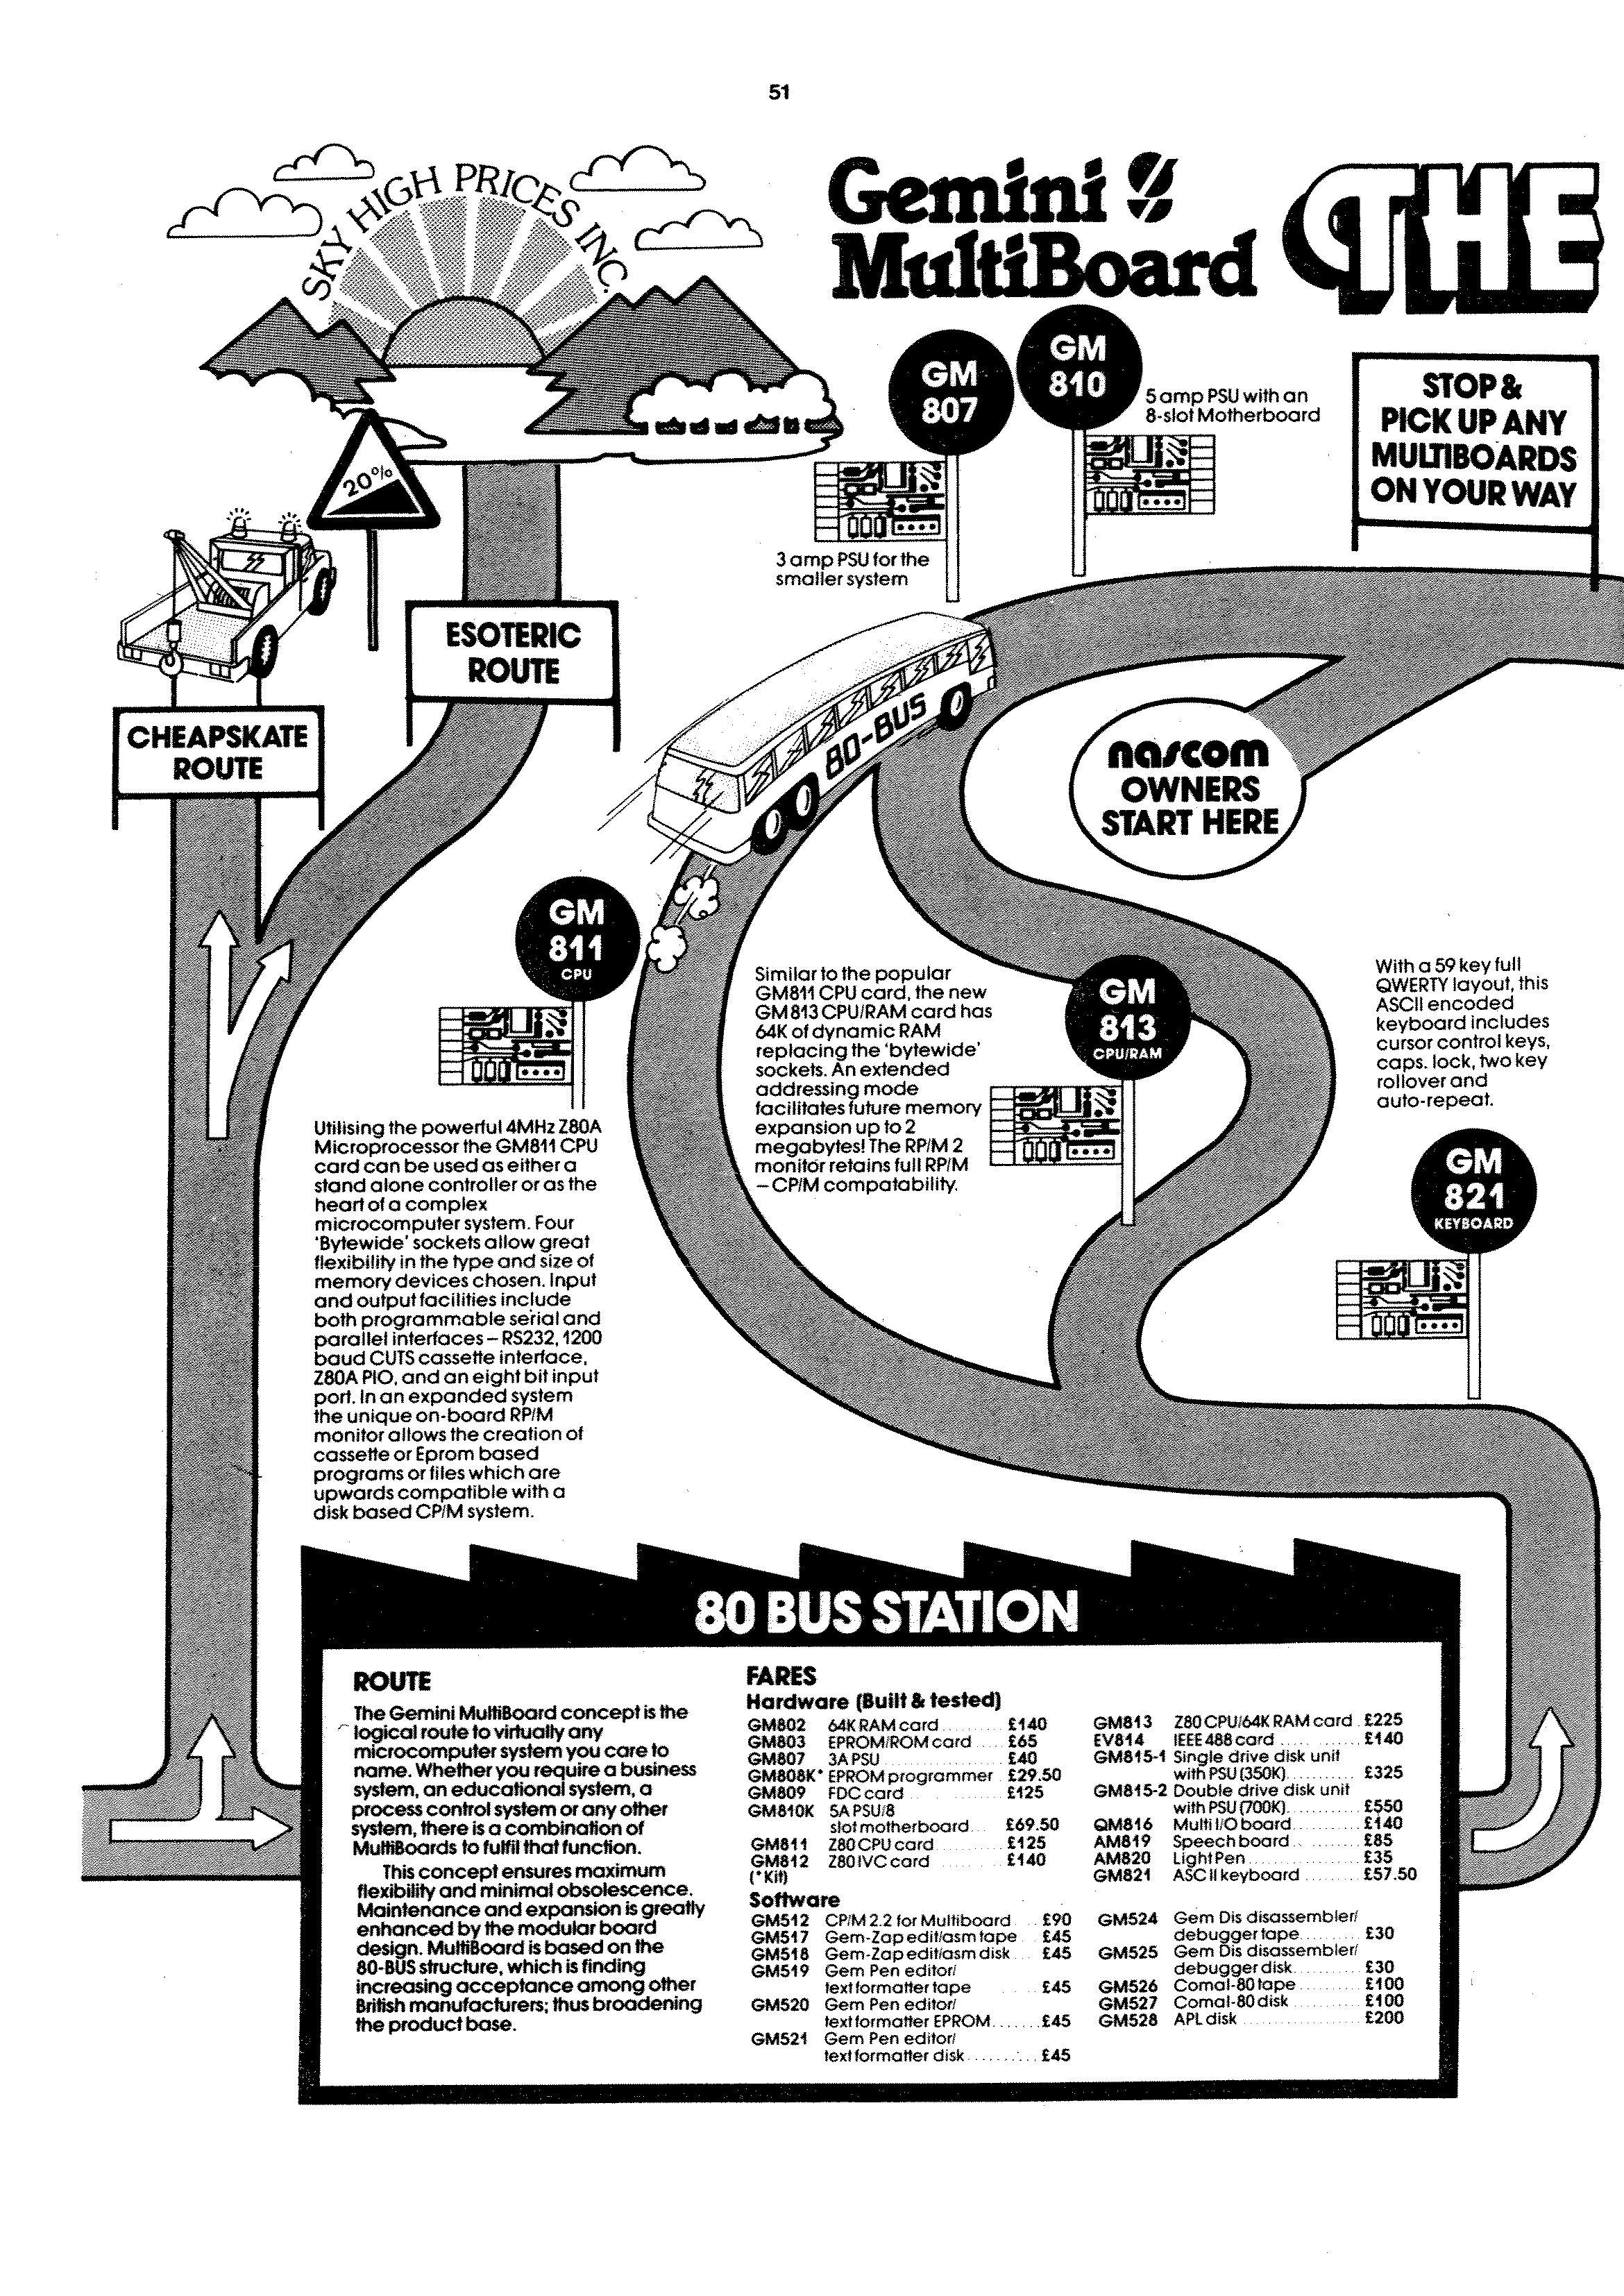 51
SKY HIGH PRICES INC.
Gemini
MultiBoard
THE
GM
807
GM
810
5 amp PSU with an
8-slot Motherboard
3 amp PSU for the
smaller system
STOP &
PICK UP ANY
MULTIBOARDS
ON YOUR WAY
20%
ESOTERIC
ROUTE
CHEAPSKATE
ROUTE
80-BUS
nascom
OWNERS
START HERE
GM
811
CPU
Utilising the powerful 4MHz Z80A
Microprocessor the GM811 CPU
card can be used as either a
stand alone controller or as the
heart of a complex
microcomputer system. Four
'Bytewide' sockets allow great
flexibility in the type and size of
memory devices chosen. Input
and output facilities include
both programmable serial and
parallel interfaces – RS232, 1200
baud CUTS cassette interface,
Z80A PIO, and an eight bit input
port. In an expanded system
the unique on-board RP/M
monitor allows the creation of
cassette or Eprom based
programs or files which are
upwards compatible with a
disk based CP/M system.
Similar to the popular
GM811 CPU card, the new
GM813 CPU/RAM card has
64K of dynamic RAM
replacing the 'bytewide'
sockets. An extended
addressing mode
facilitates future memory
expansion up to 2
megabytes! The RP/M 2
monitor retains full RP/M
– CP/M compatability.
GM
813
CPU/RAM
With a 59 key full
QWERTY layout, this
ASCII encoded
keyboard includes
cursor control keys,
caps. lock, two key
rollover and
auto-repeat.
GM
821
KEYBOARD
80 BUS STATION
ROUTE
The Gemini MultiBoard concept is the
logical route to virtually any
microcomputer system you care to
name. Whether you require a business
system, an educational system, a
process control system or any other
system, there is a combination of
MultiBoards to fulfil that function.
This concept ensures maximum
flexibility and minimal obsolescence.
Maintenance and expansion is greatly
enhanced by the modular board
design. MultiBoard is based on the
80-BUS structure, which is finding
increasing acceptance among other
British manufacturers; thus broadening
the product base.
FARES
Hardware (Built & tested)
GM802 64K RAM card £140
GM803 EPROM/ROM card £65
GM807 3A PSU £40
GM808K* EPROM programmer £29.50
GM809 FDC card £125
GM810K 5A PSU/8
slot motherboard £69.50
GM811 Z80 CPU card £125
GM812 Z80 IVC card £140
(*Kit)
GM813 Z80 CPU/64K RAM card £225
EV814 IEEE 488 card £140
GM815-1 Single drive disk unit
with PSU (350K) £325
GM815-2 Double drive disk unit
with PSU (700K) £550
GM816 Multi I/O board £140
AM819 Speech board £85
AM820 Light Pen £35
GM821 ASCII keyboard £57.50
Software
GM512 CP/M 2.2 for Multiboard £90
GM517 Gem-Zap edit/asm tape £45
GM518 Gem-Zap edit/asm disk £45
GM519 Gem Pen editor/
text formatter tape £45
GM520 Gem Pen editor/
text formatter EPROM £45
GM521 Gem Pen editor/
text formatter disk £45
GM524 Gem Dis disassembler/
debugger tape £30
GM525 Gem Dis disassembler/
debugger disk £30
GM526 Comal-80 tape £100
GM527 Comal-80 disk £100
GM528 APL disk £200